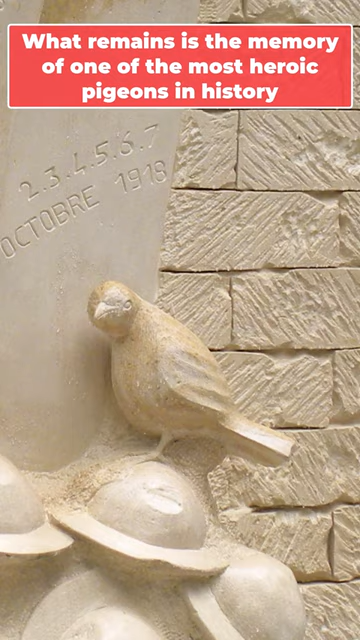 What remains is the memory
of one of the most heroic
pigeons in history
2.3.4.5.6.7
OCTOBRE 1918